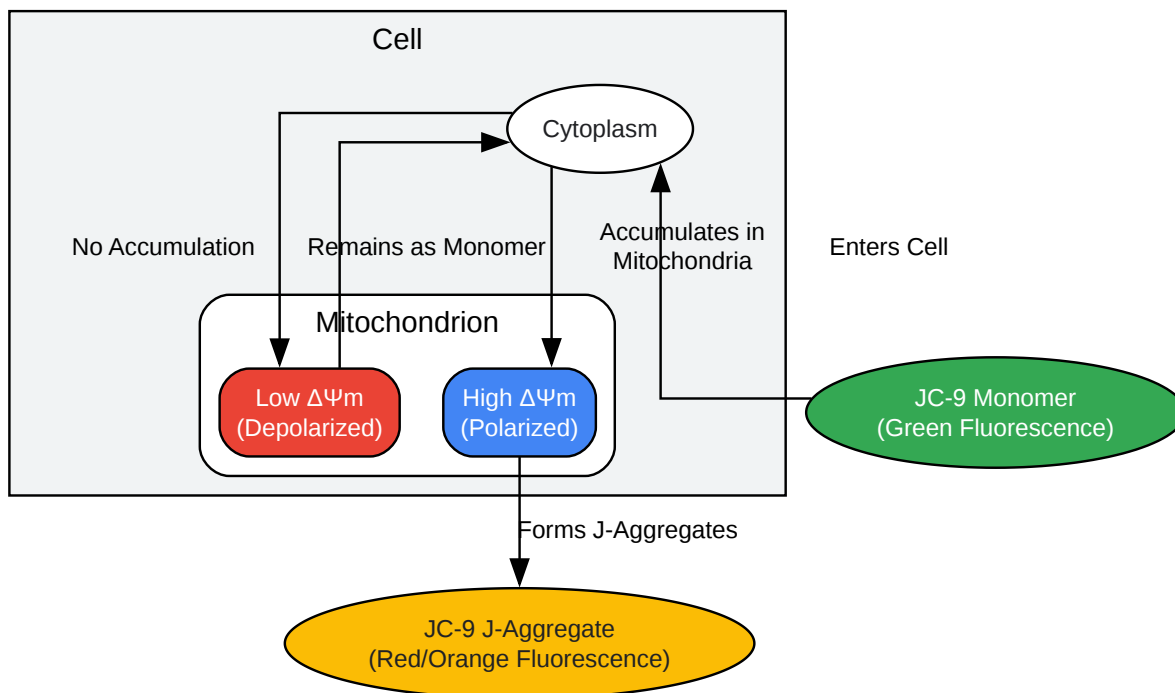 Cell
Cytoplasm
No Accumulation
Remains as Monomer
Accumulates in
Mitochondria
Enters Cell
Mitochondrion
Low ΔΨm
(Depolarized)
High ΔΨm
(Polarized)
JC-9 Monomer
(Green Fluorescence)
Forms J-Aggregates
JC-9 J-Aggregate
(Red/Orange Fluorescence)